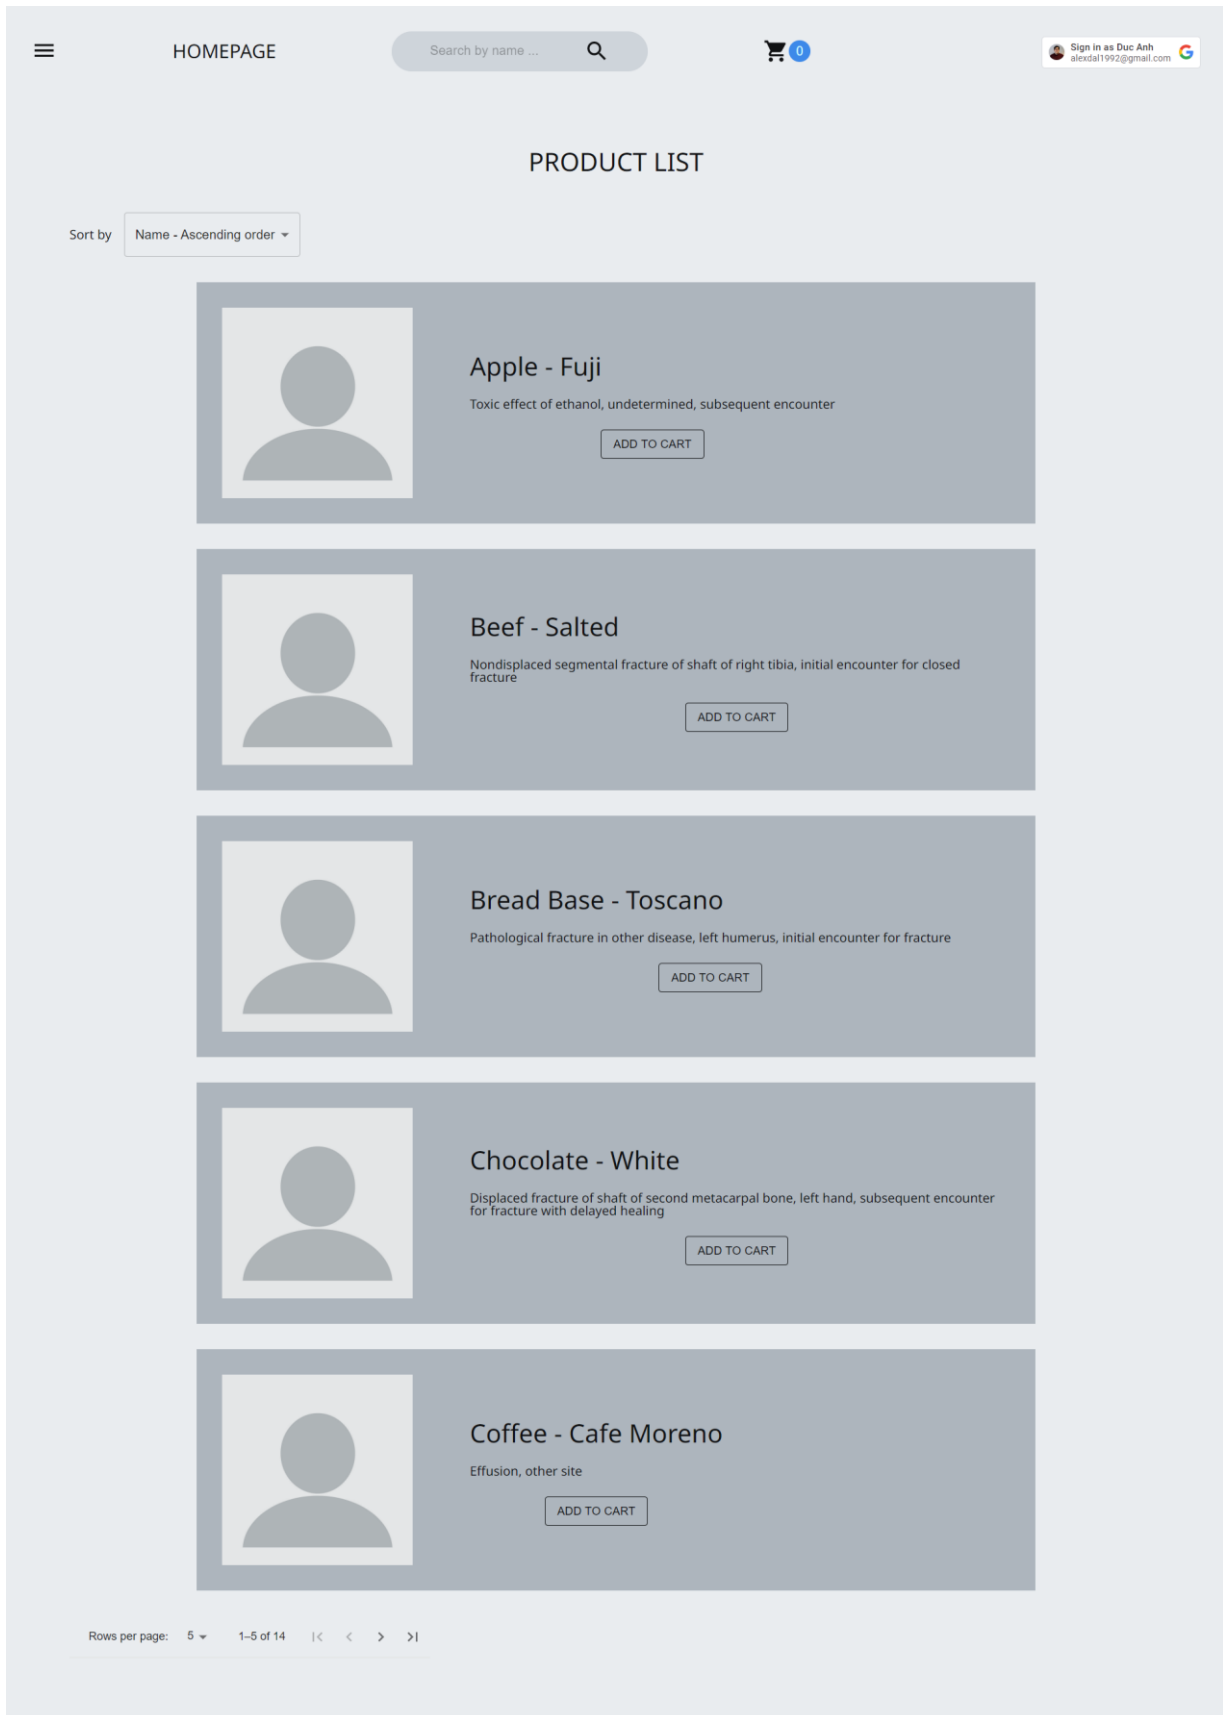 HOMEPAGE
Search by name ...
0
Sign in as Duc Anh
alexdal1992@gmail.com
PRODUCT LIST
Sort by
Name - Ascending order
Apple - Fuji
Toxic effect of ethanol, undetermined, subsequent encounter
ADD TO CART
Beef - Salted
Nondisplaced segmental fracture of shaft of right tibia, initial encounter for closed
fracture
ADD TO CART
Bread Base - Toscano
Pathological fracture in other disease, left humerus, initial encounter for fracture
ADD TO CART
Chocolate - White
Displaced fracture of shaft of second metacarpal bone, left hand, subsequent encounter
for fracture with delayed healing
ADD TO CART
Coffee - Cafe Moreno
Effusion, other site
ADD TO CART
Rows per page: 5 1–5 of 14